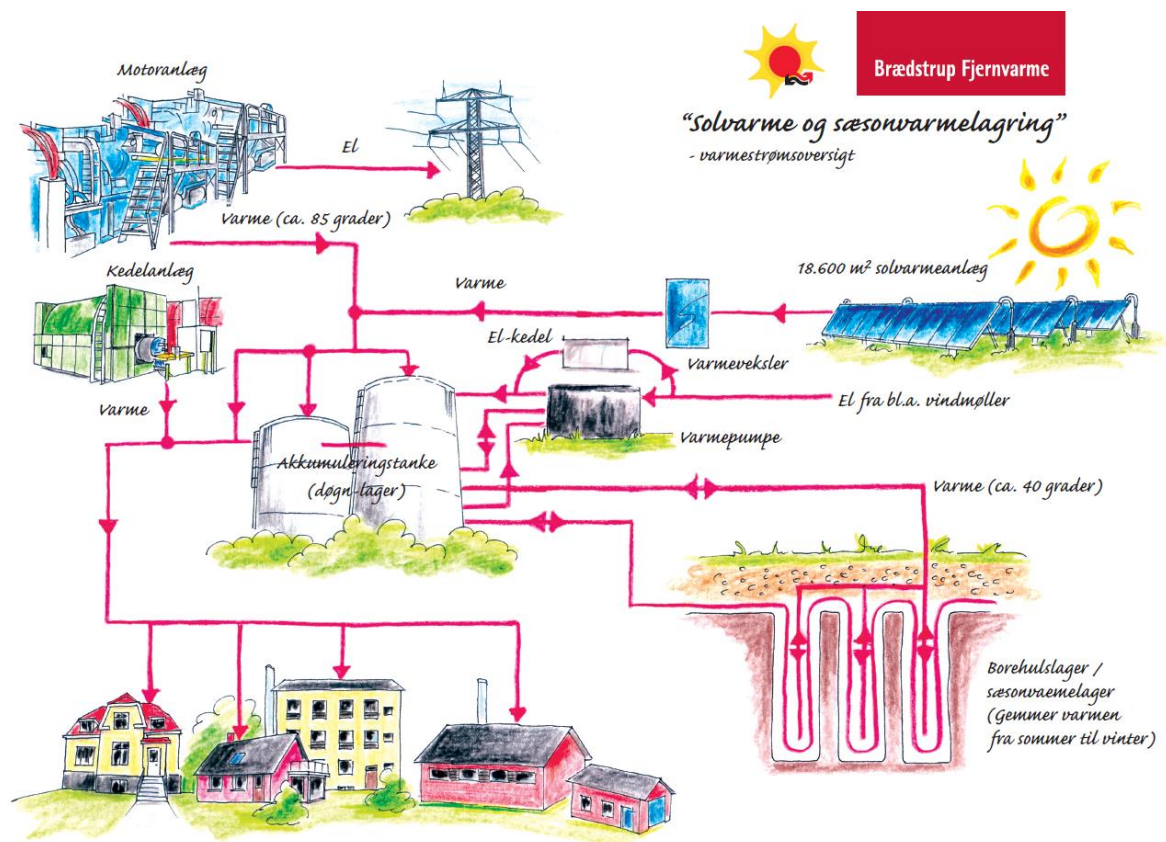 Brædstrup Fjernvarme
"Solvarme og sæsonvarmelagring"
- varmestrømsoversigt
Motoranlæg
El
Varme (ca. 85 grader)
Kedelanlæg
18.600 m² solvarmeanlæg
Varme
El-kedel
Varmeveksler
Varme
El fra bl.a. vindmøller
Varmepumpe
Akkumuleringstanke
(døgn-lager)
Varme (ca. 40 grader)
Borehulslager /
sæsonvaemelager
(Gemmer varmen
fra sommer til vinter)